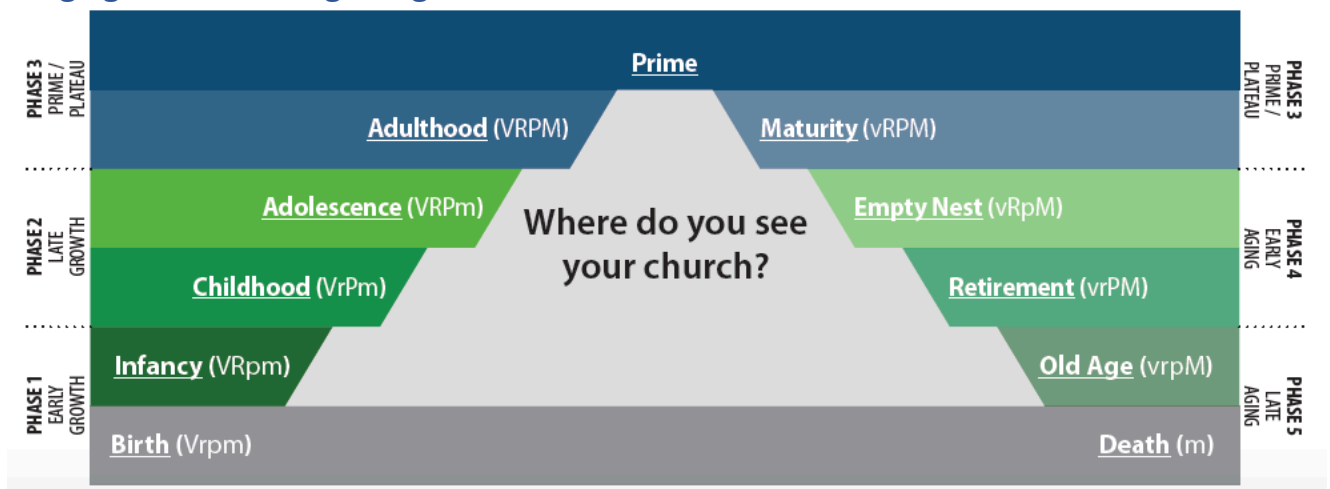 Prime
Adulthood (VRPM)
Maturity (vRPM)
Adolescence (VRPm)
Empty Nest (vRpM)
Where do you see
your church?
Childhood (VrPm)
Retirement (vrPM)
Infancy (VRpm)
Old Age (vrpM)
Birth (Vrpm)
Death (m)
PHASE 3
PRIME /
PLATEAU
PHASE 2
LATE
GROWTH
PHASE 1
EARLY
GROWTH
PHASE 3
PRIME /
PLATEAU
PHASE 4
EARLY
AGING
PHASE 5
LATE
AGING